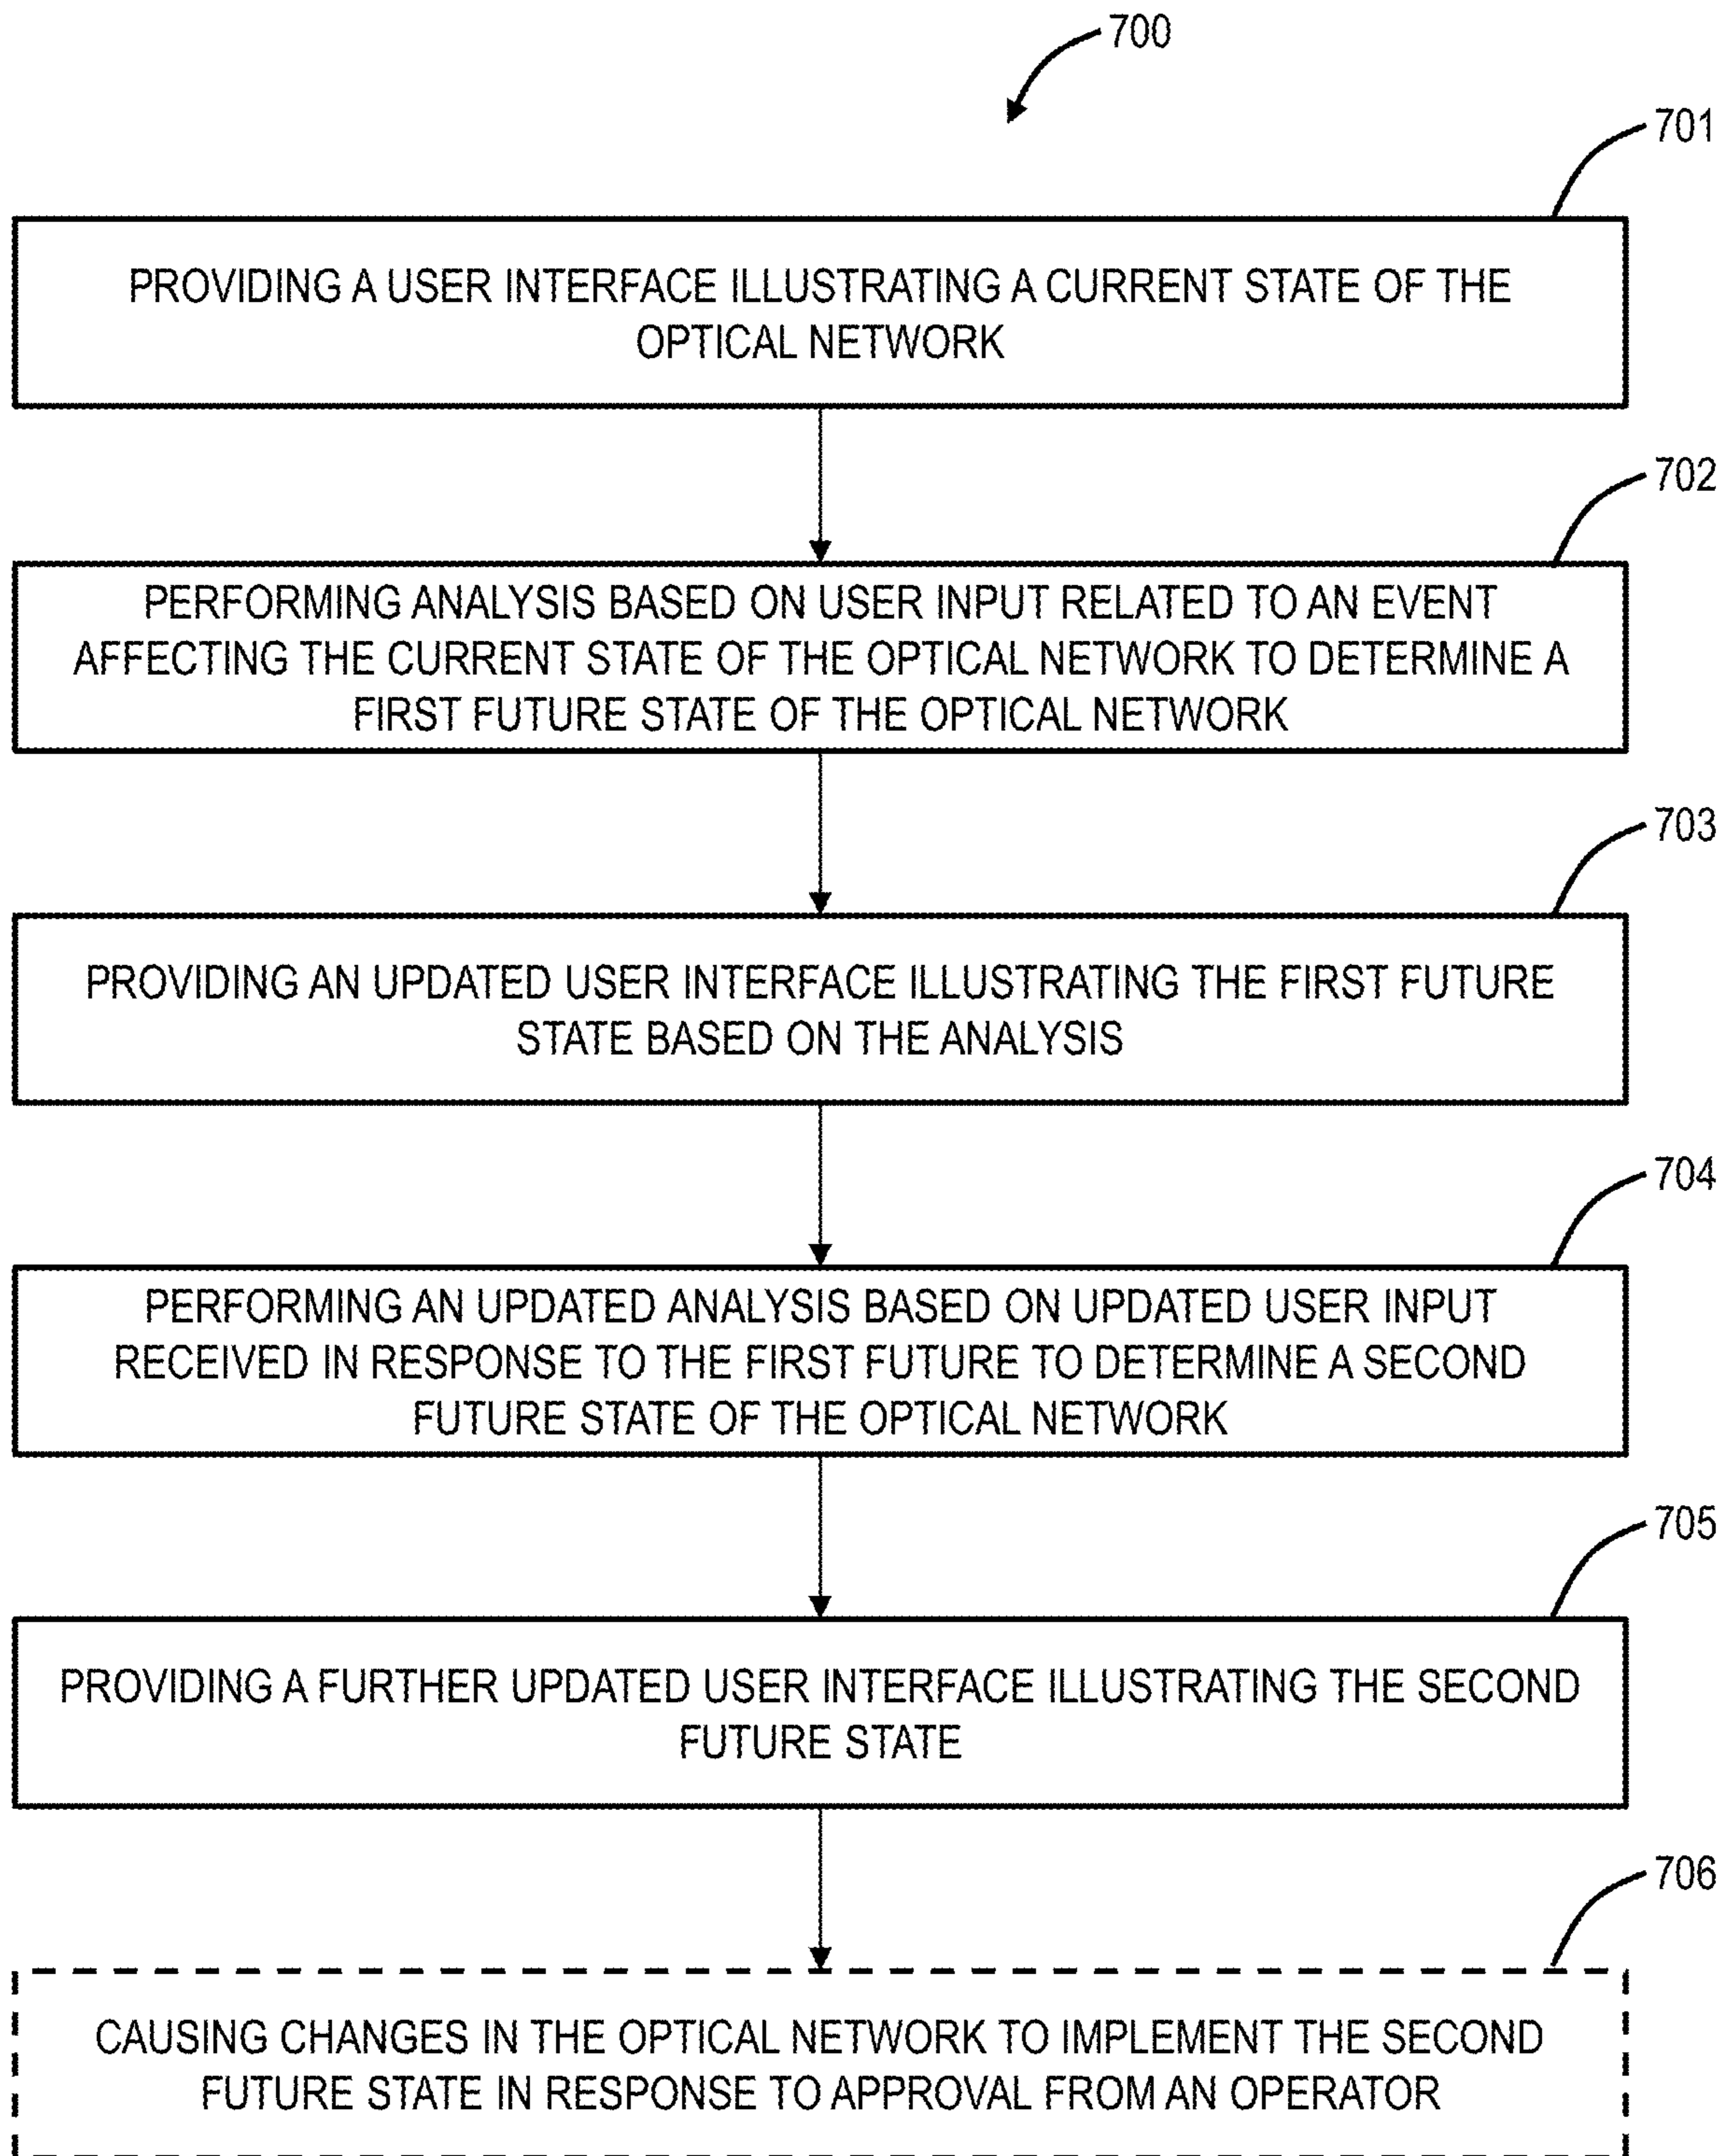 700
701
PROVIDING A USER INTERFACE ILLUSTRATING A CURRENT STATE OF THE
OPTICAL NETWORK
702
PERFORMING ANALYSIS BASED ON USER INPUT RELATED TO AN EVENT
AFFECTING THE CURRENT STATE OF THE OPTICAL NETWORK TO DETERMINE A
FIRST FUTURE STATE OF THE OPTICAL NETWORK
703
PROVIDING AN UPDATED USER INTERFACE ILLUSTRATING THE FIRST FUTURE
STATE BASED ON THE ANALYSIS
704
PERFORMING AN UPDATED ANALYSIS BASED ON UPDATED USER INPUT
RECEIVED IN RESPONSE TO THE FIRST FUTURE TO DETERMINE A SECOND
FUTURE STATE OF THE OPTICAL NETWORK
705
PROVIDING A FURTHER UPDATED USER INTERFACE ILLUSTRATING THE SECOND
FUTURE STATE
706
CAUSING CHANGES IN THE OPTICAL NETWORK TO IMPLEMENT THE SECOND
FUTURE STATE IN RESPONSE TO APPROVAL FROM AN OPERATOR